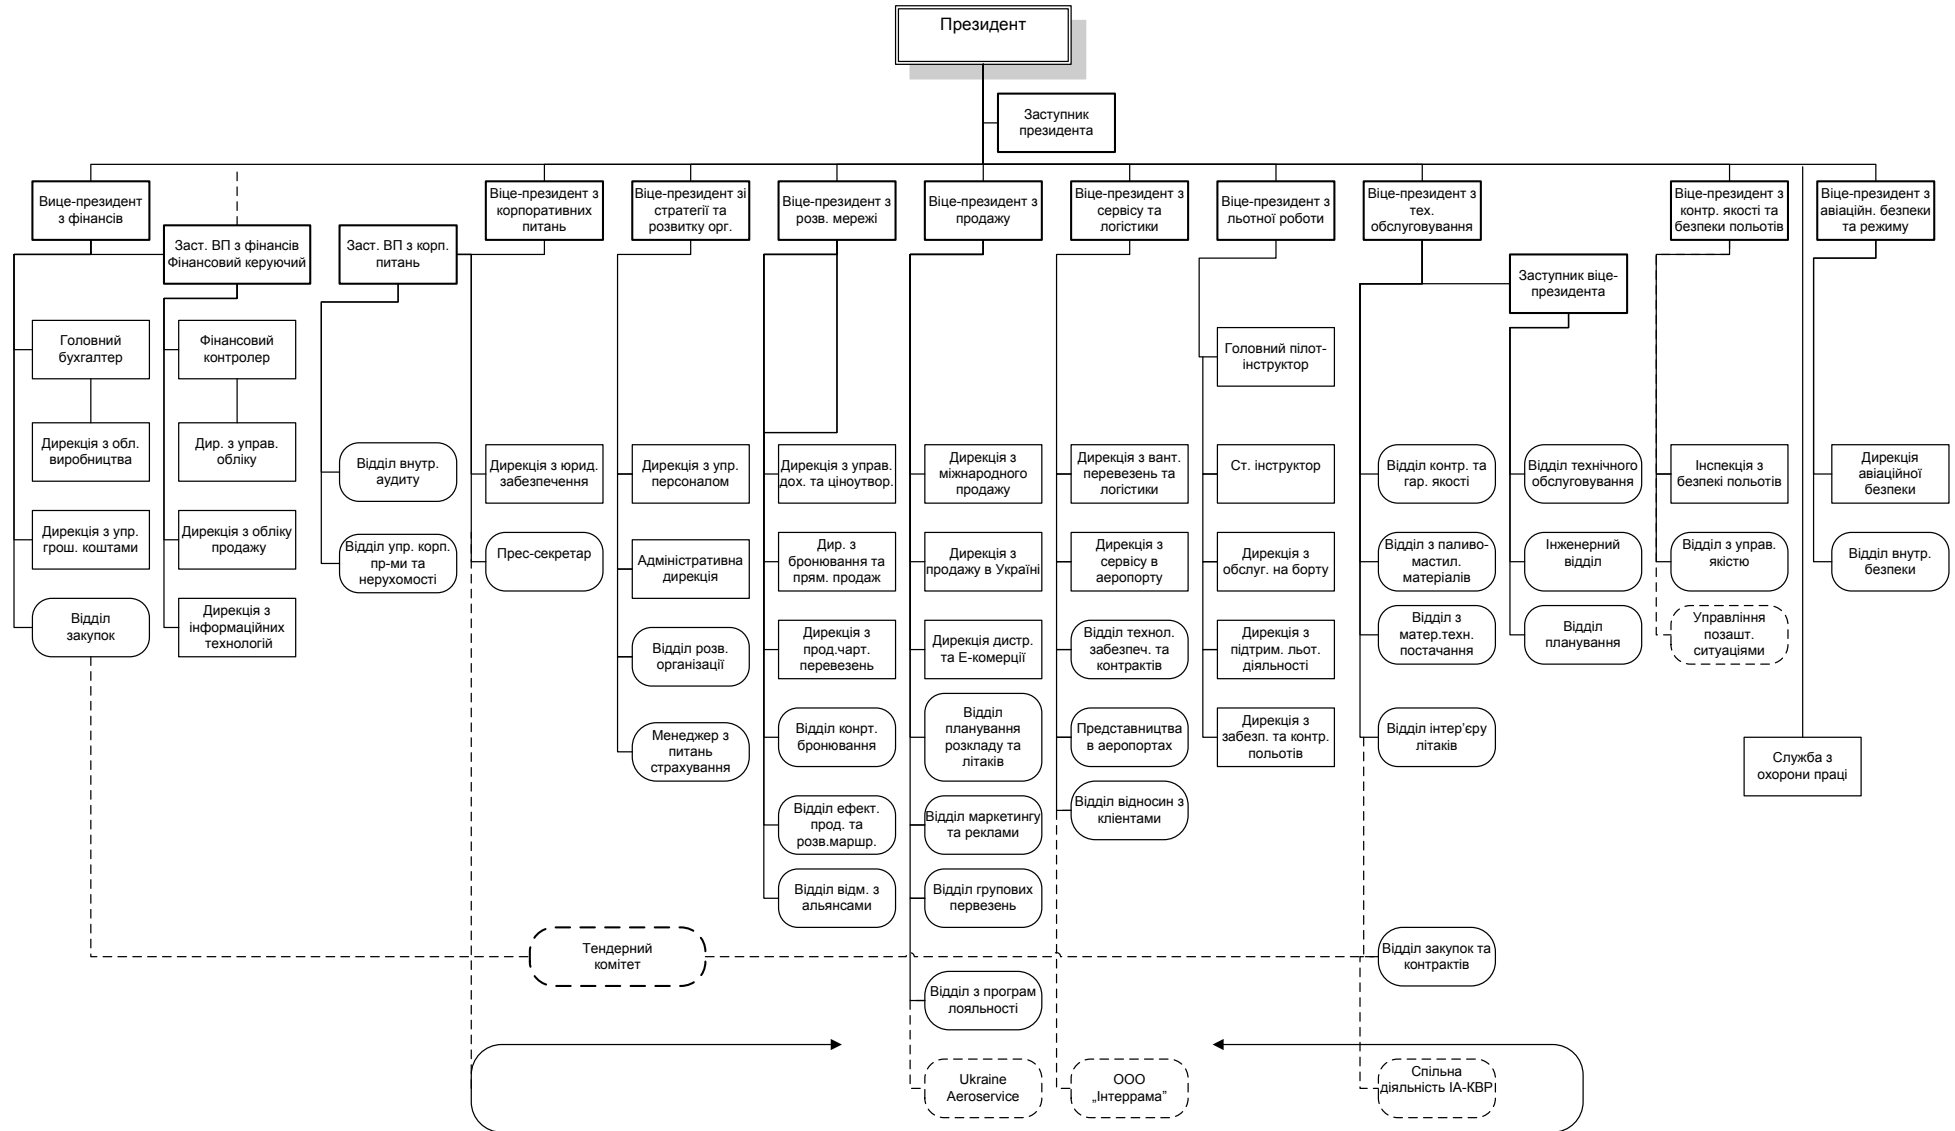 Президент
Заступник
президента
Вице-президент
з фінансів
Віце-президент з
корпоративних
питань
Віце-президент зі
стратегії та
розвитку орг.
Віце-президент з
розв. мережі
Віце-президент з
продажу
Віце-президент з
сервісу та
логістики
Віце-президент з
льотної роботи
Віце-президент з
тех.
обслуговування
Віце-президент з
контр. якості та
безпеки польотів
Віце-президент з
авіаційн. безпеки
та режиму
Заст. ВП з фінансів
Фінансовий керуючий
Заст. ВП з корп.
питань
Заступник віце-
президента
Головний
бухгалтер
Фінансовий
контролер
Головний пілот-
інструктор
Дирекція з обл.
виробництва
Дир. з управ.
обліку
Відділ внутр.
аудиту
Дирекція з юрид.
забезпечення
Дирекція з упр.
персоналом
Дирекція з управ.
дох. та ціноутвор.
Дирекція з
міжнародного
продажу
Дирекція з вант.
перевезень та
логістики
Ст. інструктор
Відділ контр. та
гар. якості
Відділ технічного
обслуговування
Інспекція з
безпекі польотів
Дирекція
авіаційної
безпеки
Дирекція з упр.
грош. коштами
Дирекція з обліку
продажу
Відділ упр. корп.
пр-ми та
нерухомості
Прес-секретар
Адміністративна
дирекція
Дир. з
бронювання та
прям. продаж
Дирекція з
продажу в Україні
Дирекція з
сервісу в
аеропорту
Дирекція з
обслуг. на борту
Відділ з паливо-
мастил.
матеріалів
Інженерний
відділ
Відділ з управ.
якістю
Відділ внутр.
безпеки
Відділ
закупок
Дирекція з
інформаційних
технологій
Відділ розв.
організації
Дирекція з
прод.чарт.
перевезень
Дирекція дистр.
та Е-комерції
Відділ технол.
забезпеч. та
контрактів
Дирекція з
підтрим. льот.
діяльності
Відділ з
матер.техн.
постачання
Відділ
планування
Управління
позашт.
ситуаціями
Менеджер з
питань
страхування
Відділ конрт.
бронювання
Відділ
планування
розкладу та
літаків
Представництва
в аеропортах
Дирекція з
забезп. та контр.
польотів
Відділ інтер’єру
літаків
Служба з
охорони праці
Відділ ефект.
прод. та
розв.маршр.
Відділ маркетингу
та реклами
Відділ відносин з
клієнтами
Відділ відм. з
альянсами
Відділ групових
первезень
Тендерний
комітет
Відділ закупок та
контрактів
Відділ з програм
лояльності
Ukraine
Aeroservice
ООО
„Інтеррама”
Спільна
діяльність ІА-КВР